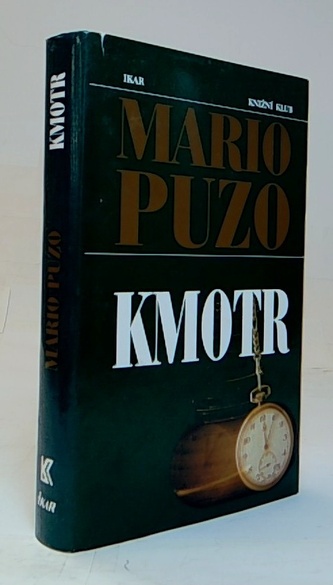 IKAR
KNIŽNÍ KLUB
MARIO
PUZO
KMOTR
KMOTR
MARIO PUZO
IKAR